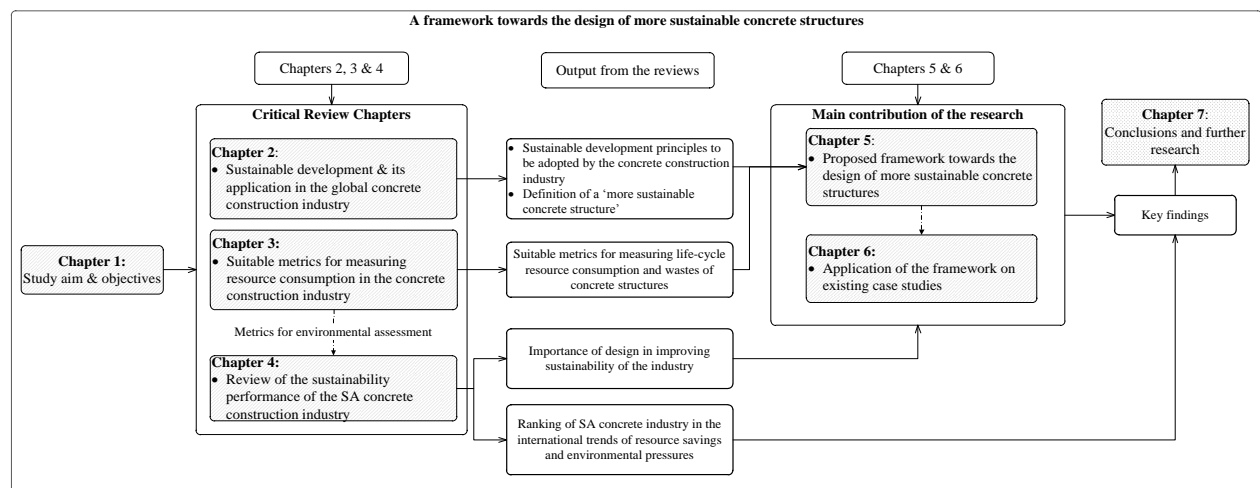 A framework towards the design of more sustainable concrete structures
Chapters 2, 3 & 4
Output from the reviews
Chapters 5 & 6
Critical Review Chapters
Main contribution of the research
Chapter 1:
Study aim & objectives
Chapter 2:
• Sustainable development & its
application in the global concrete
construction industry
Chapter 3:
• Suitable metrics for measuring
resource consumption in the concrete
construction industry
Metrics for environmental assessment
Chapter 4:
• Review of the sustainability
performance of the SA concrete
construction industry
• Sustainable development principles to
be adopted by the concrete construction
industry
• Definition of a ‘more sustainable
concrete structure’
Suitable metrics for measuring life-cycle
resource consumption and wastes of
concrete structures
Importance of design in improving
sustainability of the industry
Ranking of SA concrete industry in the
international trends of resource savings
and environmental pressures
Chapter 5:
• Proposed framework towards the
design of more sustainable concrete
structures
Chapter 6:
• Application of the framework on
existing case studies
Chapter 7:
Conclusions and further
research
Key findings